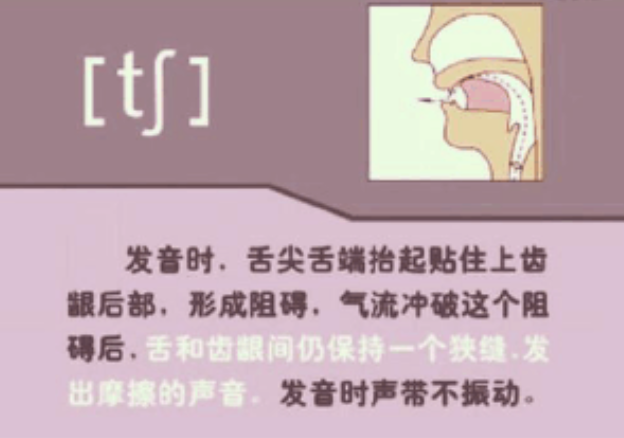 [tʃ]
发音时，舌尖舌端抬起贴住上齿
龈后部，形成阻碍，气流冲破这个阻
碍后，舌和齿龈间仍保持一个狭缝，发
出摩擦的声音。发音时声带不振动。